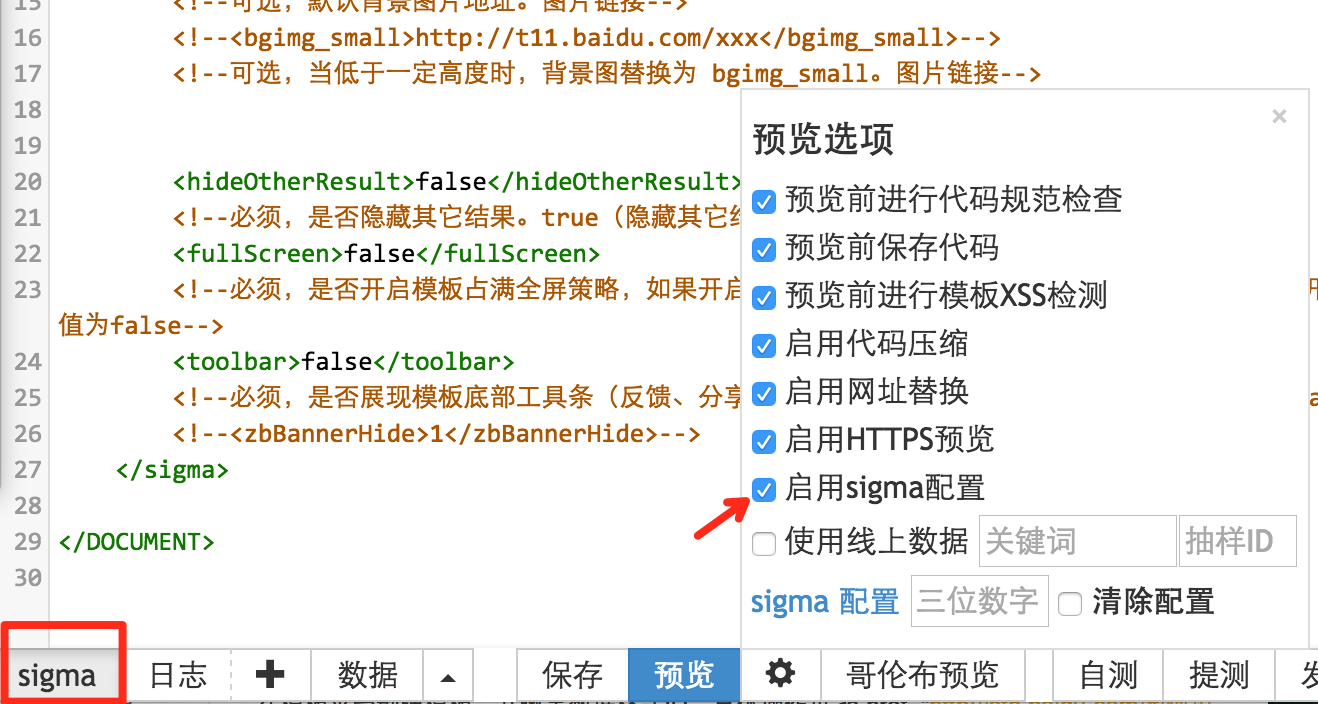 15 <!--可选，默认背景图片地址。图片链接-->
16 <!--<bgimg_small>http://t11.baidu.com/xxx</bgimg_small>-->
17 <!--可选，当低于一定高度时，背景图替换为 bgimg_small。图片链接-->
18
19
20 <hideOtherResult>false</hideOtherResult>
21 <!--必须，是否隐藏其它结果。true（隐藏其它
22 <fullScreen>false</fullScreen>
23 <!--必须，是否开启模板占满全屏策略，如果开启
值为false-->
24 <toolbar>false</toolbar>
25 <!--必须，是否展现模板底部工具条（反馈、分享
26 <!--<zbBannerHide>1</zbBannerHide>-->
27 </sigma>
28
29 </DOCUMENT>
30
×
预览选项
预览前进行代码规范检查
预览前保存代码
预览前进行模板XSS检测
启用代码压缩
启用网址替换
启用HTTPS预览
启用sigma配置
使用线上数据 关键词 抽样ID
sigma 配置 三位数字 清除配置
sigma 日志 数据 保存 预览 哥伦布预览 自测 提测